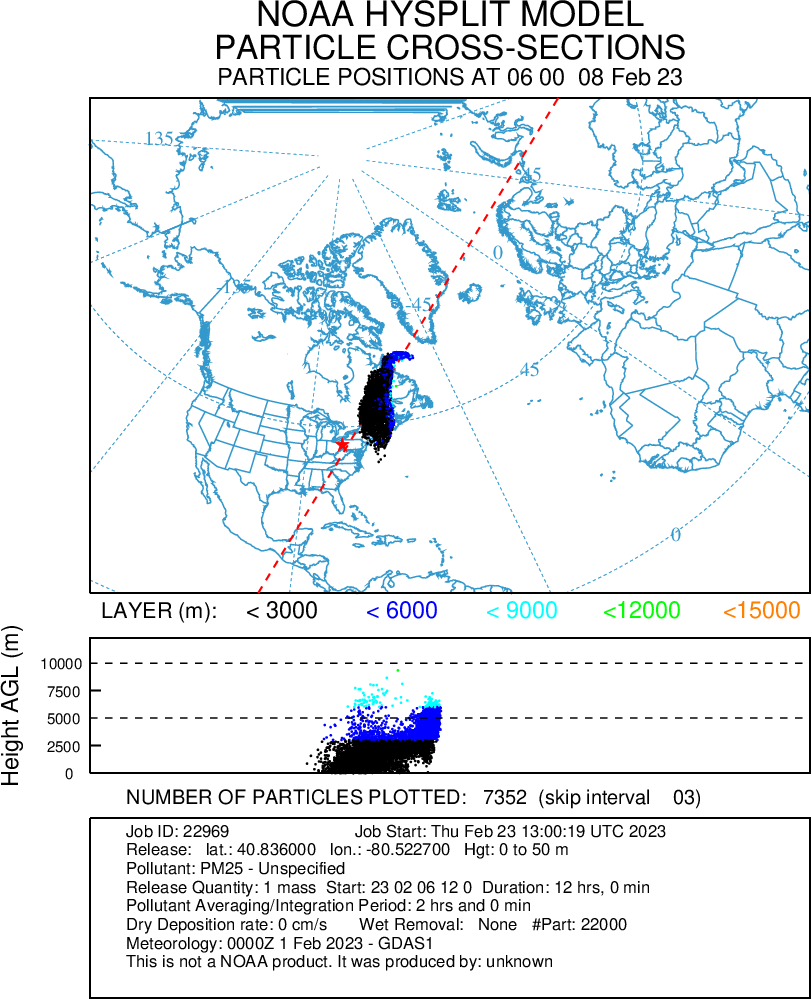 NOAA HYSPLIT MODEL
PARTICLE CROSS-SECTIONS
PARTICLE POSITIONS AT 06 00 08 Feb 23
135
45
0
-135
-45
45
0
LAYER (m): < 3000 < 6000 < 9000 <12000 <15000
Height AGL (m)
10000
7500
5000
2500
0
NUMBER OF PARTICLES PLOTTED: 7352 (skip interval 03)
Job ID: 22969 Job Start: Thu Feb 23 13:00:19 UTC 2023
Release: lat.: 40.836000 lon.: -80.522700 Hgt: 0 to 50 m
Pollutant: PM25 - Unspecified
Release Quantity: 1 mass Start: 23 02 06 12 0 Duration: 12 hrs, 0 min
Pollutant Averaging/Integration Period: 2 hrs and 0 min
Dry Deposition rate: 0 cm/s Wet Removal: None #Part: 22000
Meteorology: 0000Z 1 Feb 2023 - GDAS1
This is not a NOAA product. It was produced by: unknown